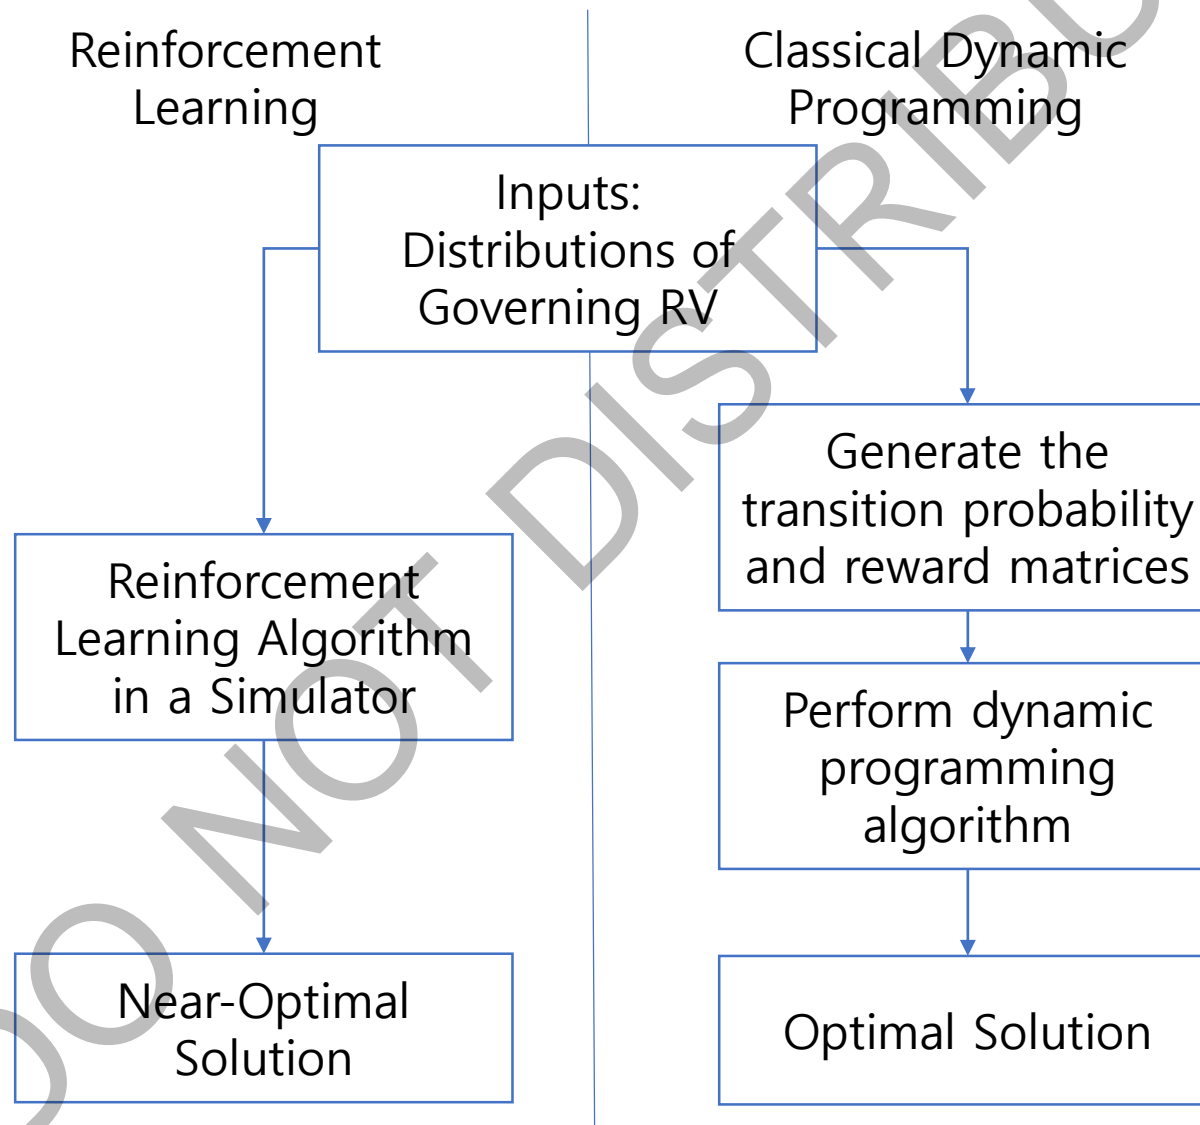 Reinforcement
Learning
Classical Dynamic
Programming
Inputs:
Distributions of
Governing RV
Generate the
transition probability
and reward matrices
Reinforcement
Learning Algorithm
in a Simulator
Perform dynamic
programming
algorithm
Near-Optimal
Solution
Optimal Solution
DO NOT DISTRIBU